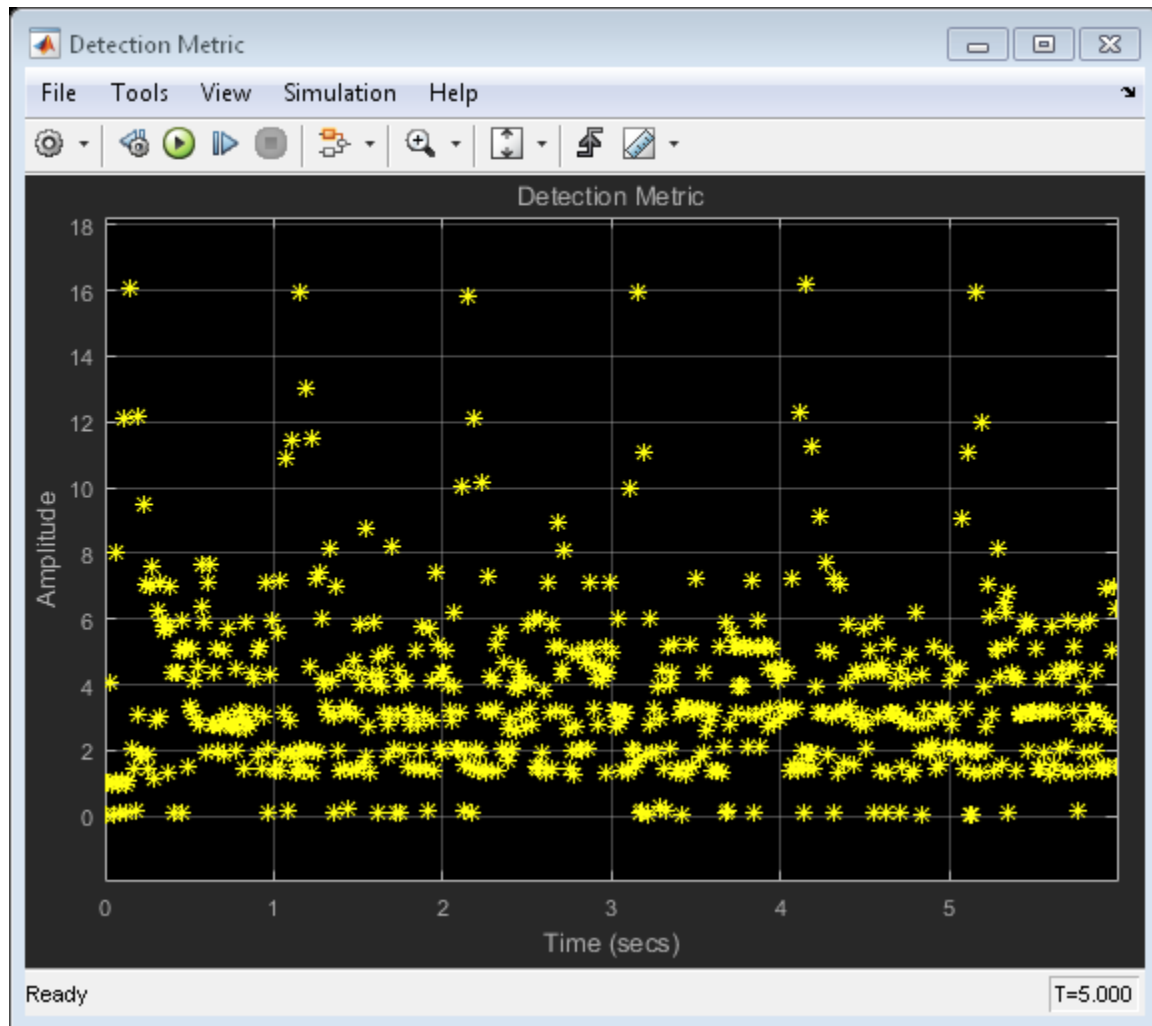 Detection Metric
File Tools View Simulation Help
Detection Metric
18
16
14
12
10
8
6
4
2
0
Amplitude
0 1 2 3 4 5
Time (secs)
Ready T=5.000